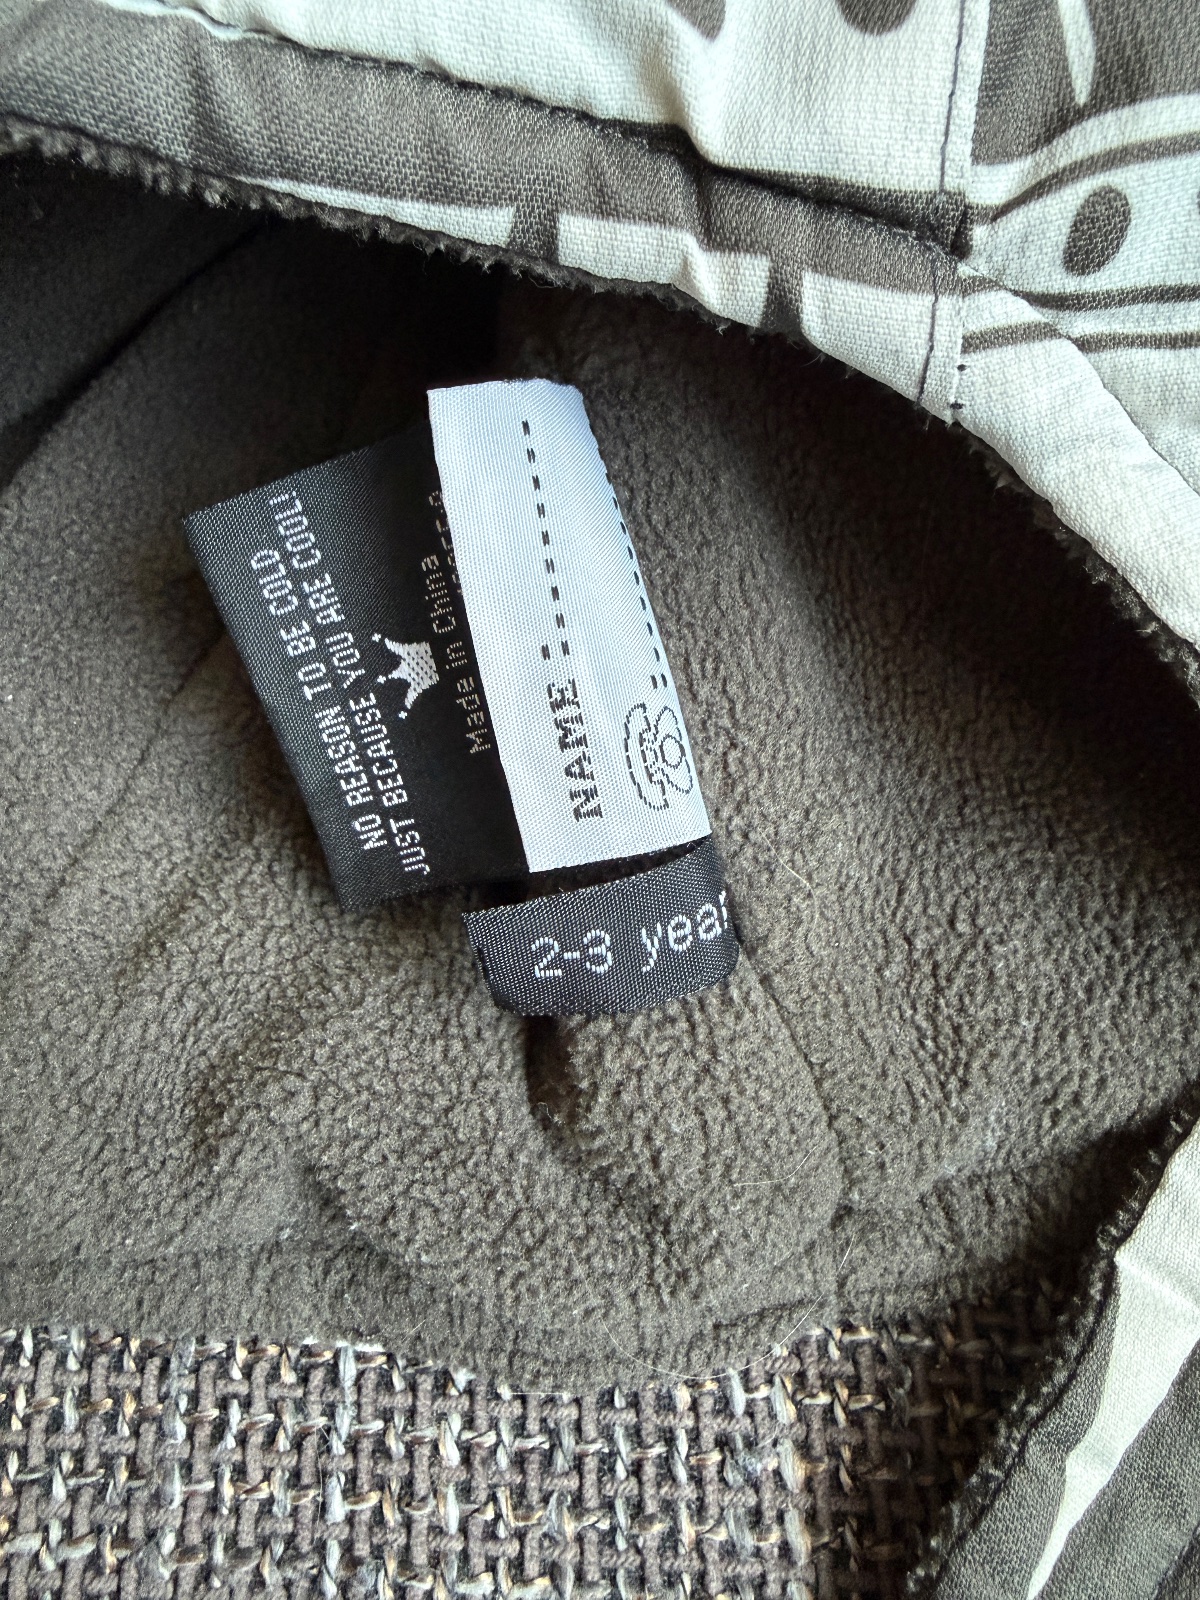 NO REASON TO BE COLD
JUST BECAUSE YOU ARE COOL!
Made in China
NAME:
2-3 year